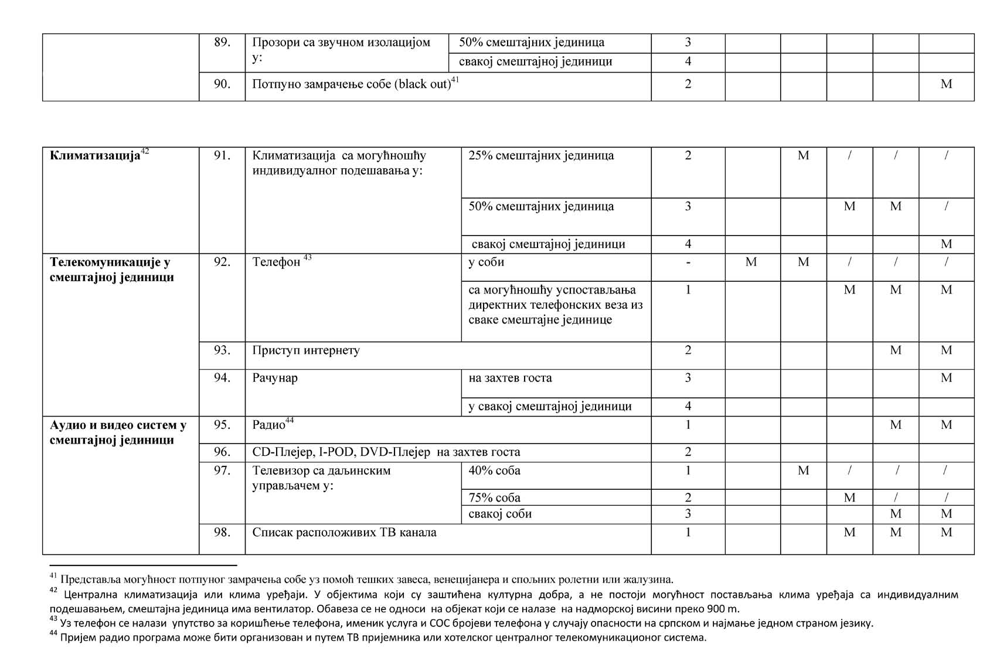 89. Прозори са звучном изолацијом у: 50% смештајних јединица 3
свакој смештајној јединици 4
90. Потпуно замрачење собе (black out)41 2 М
Климатизација42 91. Климатизација са могућношћу индивидуалног подешавања у: 25% смештајних јединица 2 М / / /
50% смештајних јединица 3 М М /
свакој смештајној јединици 4 М
Телекомуникације у смештајној јединици 92. Телефон 43 у соби - М М / / /
са могућношћу успостављања директних телефонских веза из сваке смештајне јединице 1 М М М
93. Приступ интернету 2 М М
94. Рачунар на захтев госта 3 М
у свакој смештајној јединици 4
Аудио и видео систем у смештајној јединици 95. Радио44 1 М М
96. CD-Плејер, I-POD, DVD-Плејер на захтев госта 2
97. Телевизор са даљинским управљачем у: 40% соба 1 М / / /
75% соба 2 М / /
свакој соби 3 М М
98. Списак расположивих ТВ канала 1 М М М
41 Представља могућност потпуног замрачења собе уз помоћ тешких завеса, венецијанера и спољних ролетни или жалузина.
42 Централна климатизација или клима уређаји. У објектима који су заштићена културна добра, а не постоји могућност постављања клима уређаја са индивидуалним
подешавањем, смештајна јединица има вентилатор. Обавеза се не односи на објекат који се налазе на надморској висини преко 900 m.
43 Уз телефон се налази упутство за коришћење телефона, именик услуга и СОС бројеви телефона у случају опасности на српском и најмање једном страном језику.
44 Пријем радио програма може бити организован и путем ТВ пријемника или хотелског централног телекомуникационог система.